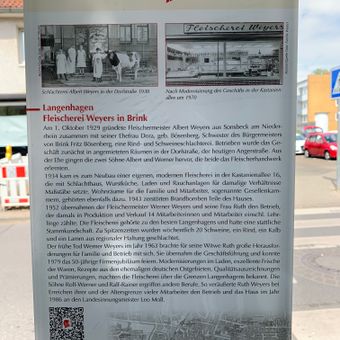 Fleischerei Weyers
Schlachterei Albert Weyers in der Dorfstraße 1930.
Nach Modernisierung des Geschäfts in der Kastanien-
allee um 1970
Langenhagen
Fleischerei Weyers in Brink
Am 1. Oktober 1929 gründete Fleischermeister Albert Weyers aus Sonsbeck am Nieder-
rhein zusammen mit seiner Ehefrau Dora, geb. Bösenberg, Schwester des Bürgermeisters
von Brink Fritz Bösenberg, eine Rind- und Schweineschlachterei. Betrieben wurde das Ge-
schäft zunächst in angemieteten Räumen in der Dorfstraße, der heutigen Angerstraße. Aus
der Ehe gingen die zwei Söhne Albert und Werner hervor, die beide das Fleischerhandwerk
erlernten.
1934 kam es zum Neubau einer eigenen, modernen Fleischerei in der Kastanienallee 16,
die mit Schlachthaus, Wurstküche, Laden und Rauchanlagen für damalige Verhältnisse
Maßstäbe setzte. Wohnräume für die Familie und Mitarbeiter, sogenannte Gesellenkam-
mern, gehörten ebenfalls dazu. 1943 zerstörten Brandbomben Teile des Hauses.
1952 übernahmen der Fleischermeister Werner Weyers und seine Frau Ruth den Betrieb,
der damals in Produktion und Verkauf 14 Mitarbeiterinnen und Mitarbeiter einschl. Lehr-
linge zählte. Die Fleischerei gehörte zu den besten Langenhagens und hatte eine stattliche
Stammkundschaft. Zu Spitzenzeiten wurden wöchentlich 20 Schweine, ein Rind, ein Kalb
und ein Lamm aus regionaler Haltung geschlachtet.
Der frühe Tod Werner Weyers im Jahr 1963 brachte für seine Witwe Ruth große Herausfor-
derungen für Familie und Betrieb mit sich. Sie übernahm die Geschäftsführung und konnte
1979 das 50-jährige Firmenjubiläum feiern. Modernisierungen im Laden, exzellente Frische
der Waren, Rezepte aus den ehemaligen deutschen Ostgebieten, Qualitätsauszeichnungen
und Prämierungen, machten die Fleischerei über die Grenzen Langenhagens bekannt. Die
Söhne Rolf-Werner und Ralf-Rainer ergriffen andere Berufe. So veräußerte Ruth Weyers bei
Erreichen ihrer und der Altersgrenze vieler Mitarbeiter den Betrieb und das Haus im Jahr
1986 an den Landesinnungsmeister Leo Moll.